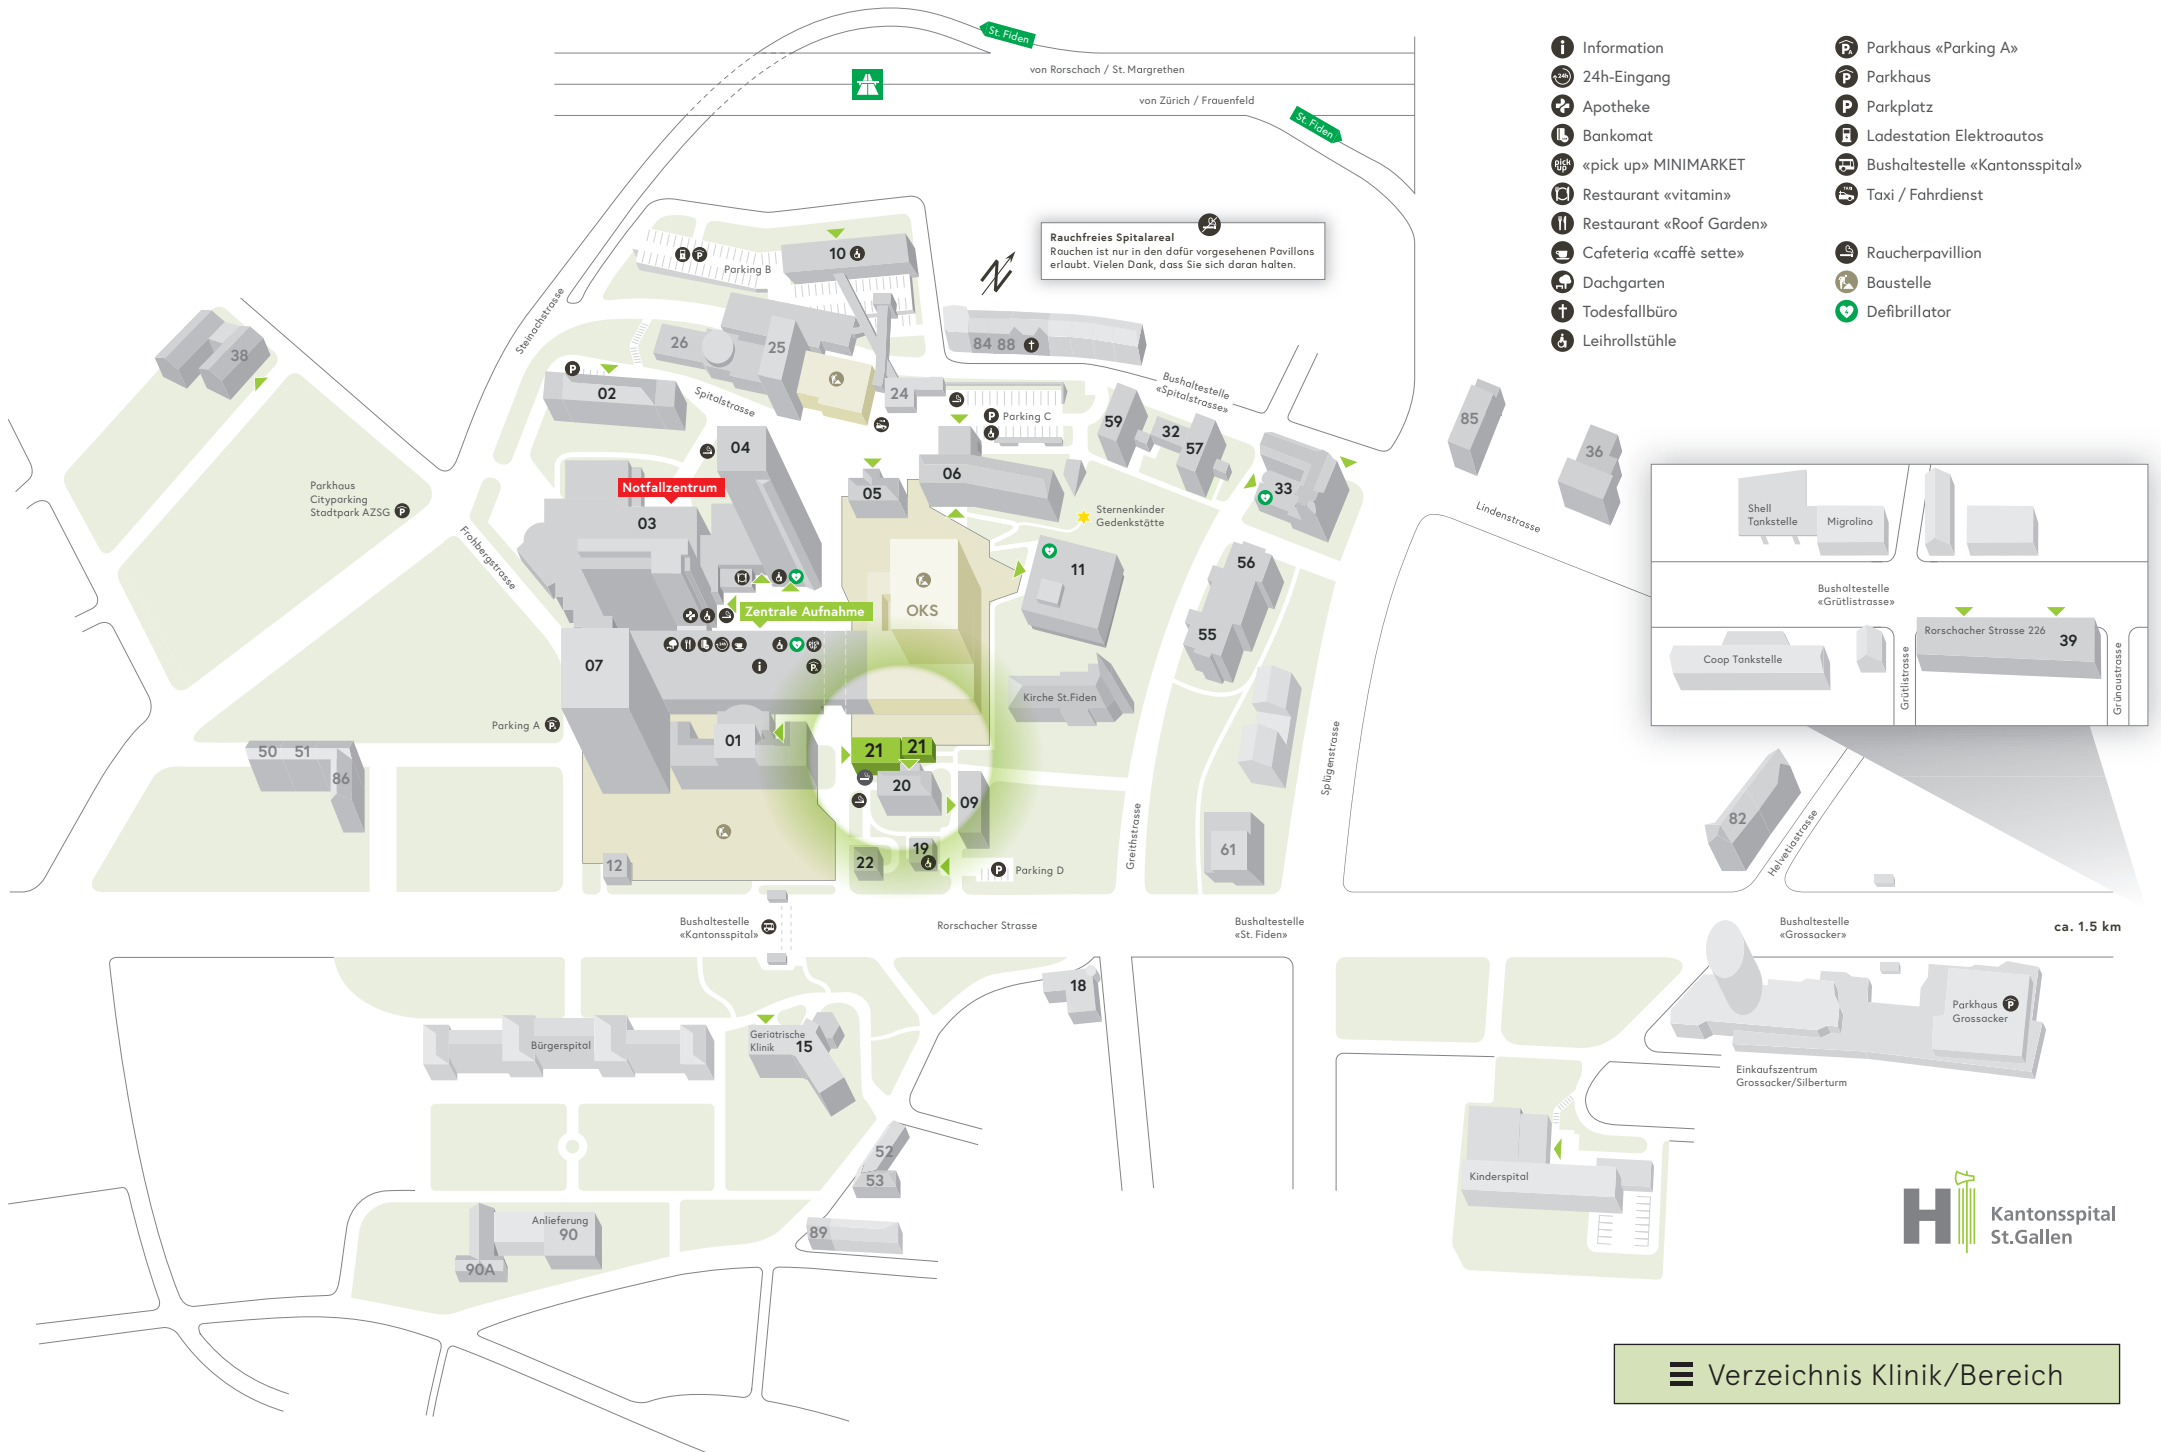 St. Fiden
von Rorschach / St. Margrethen
von Zürich / Frauenfeld
St. Fiden
Information
24h-Eingang
Apotheke
Bankomat
«pick up» MINIMARKET
Restaurant «vitamin»
Restaurant «Roof Garden»
Cafeteria «caffè sette»
Dachgarten
Todesfallbüro
Leihrollstühle
Parkhaus «Parking A»
Parkhaus
Parkplatz
Ladestation Elektroautos
Bushaltestelle «Kantonsspital»
Taxi / Fahrdienst
Raucherpavillion
Baustelle
Defibrillator
Rauchfreies Spitalareal
Rauchen ist nur in den dafür vorgesehenen Pavillons
erlaubt. Vielen Dank, dass Sie sich daran halten.
N
10
Parking B
Steinachstrasse
38
26
25
84 88
02
Spitalstrasse
24
Bushaltestelle
«Spitalstrasse»
Parking C
59
32
57
85
36
04
06
05
33
Parkhaus
Cityparking
Stadtpark AZSG
Notfallzentrum
03
Sternenkinder
Gedenkstätte
Lindenstrasse
Frohbergstrasse
11
56
55
OKS
Zentrale Aufnahme
07
Kirche St.Fiden
Parking A
01
21
21
20
09
50
51
86
22
19
12
Parking D
61
Greithstrasse
Splügenstrasse
82
Helvetiastrasse
Shell
Tankstelle
Migrolino
Bushaltestelle
«Grütlistrasse»
Rorschacher Strasse 226
39
Coop Tankstelle
Grütlistrasse
Grünaustrasse
Bushaltestelle
«Kantonsspital»
Rorschacher Strasse
Bushaltestelle
«St. Fiden»
Bushaltestelle
«Grossacker»
ca. 1.5 km
18
Parkhaus
Grossacker
Bürgerspital
Geriatrische
Klinik
15
Einkaufszentrum
Grossacker/Silberturm
52
53
Kinderspital
89
Anlieferung
90
90A
Kantonsspital
St.Gallen
Verzeichnis Klinik/Bereich